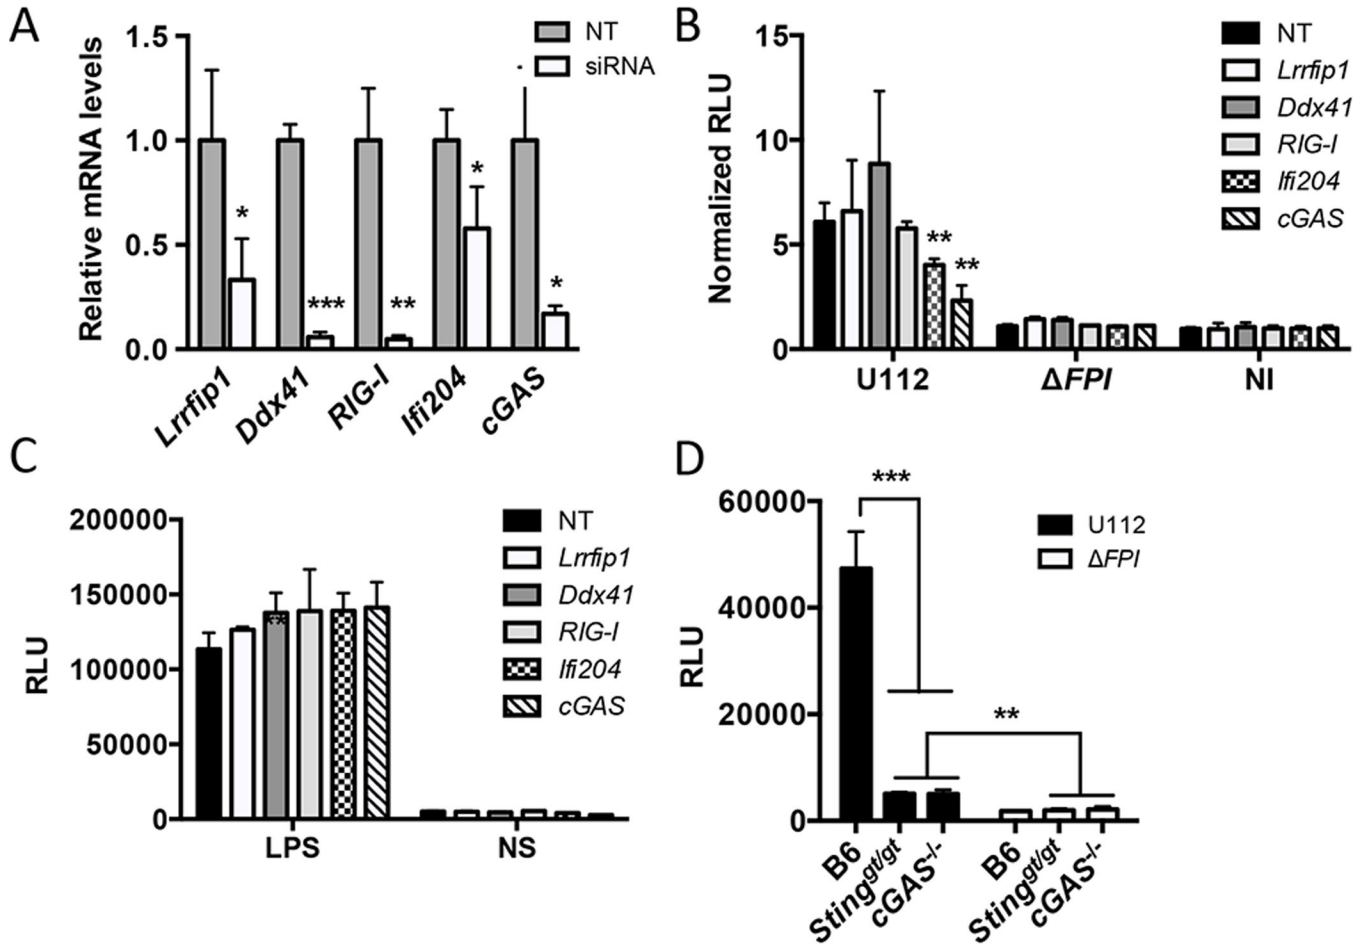 A
Relative mRNA levels
1.5
1.0
0.5
0.0
NT
siRNA
*
***
**
*
*
Lrrfip1
Ddx41
RIG-I
Ifi204
cGAS
B
Normalized RLU
15
10
5
0
NT
Lrrfip1
Ddx41
RIG-I
Ifi204
cGAS
**
**
U112
ΔFPI
NI
C
RLU
200000
150000
100000
50000
0
NT
Lrrfip1
Ddx41
RIG-I
Ifi204
cGAS
**
LPS
NS
D
RLU
60000
40000
20000
0
***
**
U112
ΔFPI
B6
Sting^gt/gt
cGAS^-/-
B6
Sting^gt/gt
cGAS^-/-